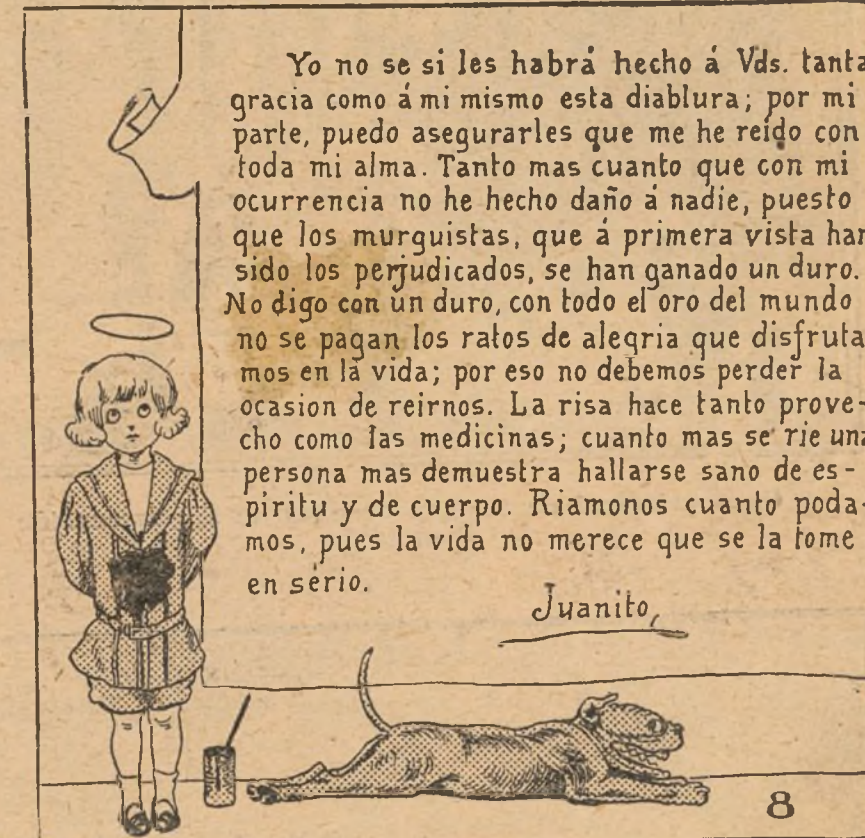 Yo no se si les habrá hecho á Vds. tanta
gracia como á mi mismo esta diablura; por mi
parte, puedo asegurarles que me he reido con
toda mi alma. Tanto mas cuanto que con mi
ocurrencia no he hecho daño á nadie, puesto
que los murguistas, que á primera vista han
sido los perjudicados, se han ganado un duro.
No digo con un duro, con todo el oro del mundo
no se pagan los ratos de alegria que disfruta
mos en la vida; por eso no debemos perder la
ocasion de reirnos. La risa hace tanto prove-
cho como las medicinas; cuanto mas se rie una
persona mas demuestra hallarse sano de es-
piritu y de cuerpo. Riamonos cuanto poda-
mos, pues la vida no merece que se la tome
en sério.
Juanito,
8